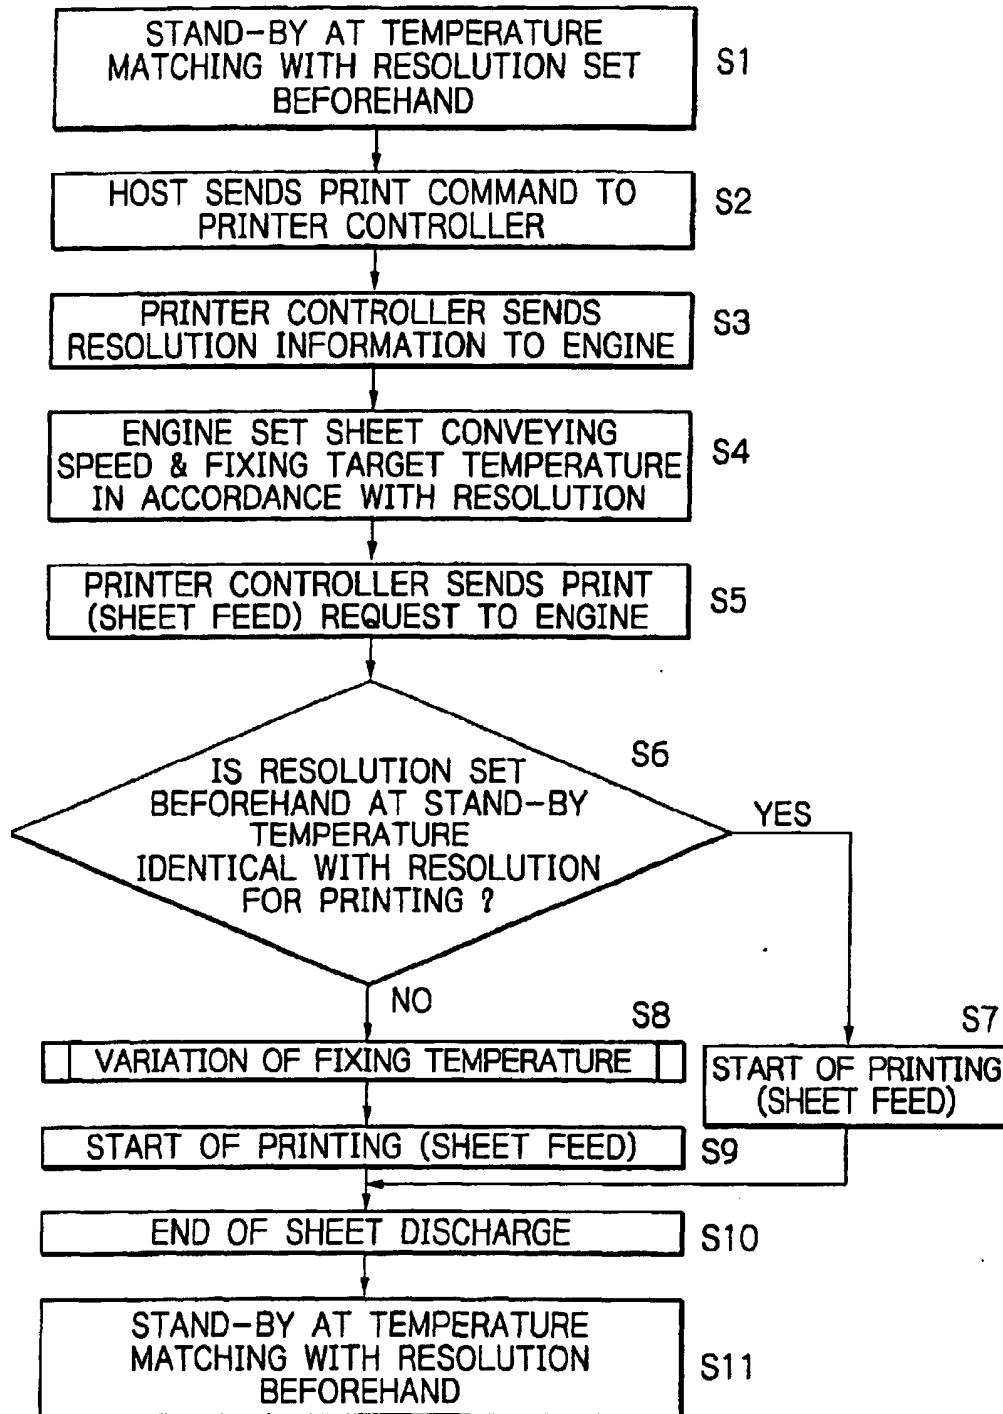 STAND-BY AT TEMPERATURE
MATCHING WITH RESOLUTION SET
BEFOREHAND
S1
HOST SENDS PRINT COMMAND TO
PRINTER CONTROLLER
S2
PRINTER CONTROLLER SENDS
RESOLUTION INFORMATION TO ENGINE
S3
ENGINE SET SHEET CONVEYING
SPEED & FIXING TARGET TEMPERATURE
IN ACCORDANCE WITH RESOLUTION
S4
PRINTER CONTROLLER SENDS PRINT
(SHEET FEED) REQUEST TO ENGINE
S5
IS RESOLUTION SET
BEFOREHAND AT STAND-BY
TEMPERATURE
IDENTICAL WITH RESOLUTION
FOR PRINTING ?
S6
YES
NO
S7
START OF PRINTING
(SHEET FEED)
S8
VARIATION OF FIXING TEMPERATURE
START OF PRINTING (SHEET FEED)
S9
END OF SHEET DISCHARGE
S10
STAND-BY AT TEMPERATURE
MATCHING WITH RESOLUTION
BEFOREHAND
S11